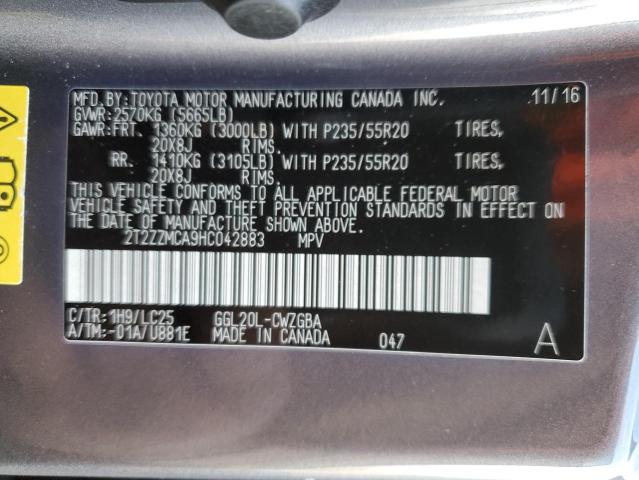 MFD.BY:TOYOTA MOTOR MANUFACTURING CANADA INC. 11/16
GVWR:2570KG (5665LB)
GAWR:FRT. 1360KG (3000LB) WITH P235/55R20 TIRES,
20X8J RIMS.
RR. 1410KG (3105LB) WITH P235/55R20 TIRES,
20X8J RIMS.
THIS VEHICLE CONFORMS TO ALL APPLICABLE FEDERAL MOTOR
VEHICLE SAFETY AND THEFT PREVENTION STANDARDS IN EFFECT ON
THE DATE OF MANUFACTURE SHOWN ABOVE.
2T2ZZMCA9HC042883 MPV
C/TR:1H9/LC25 GGL20L-CWZGBA
A/TM:-01A/U881E MADE IN CANADA 047 A